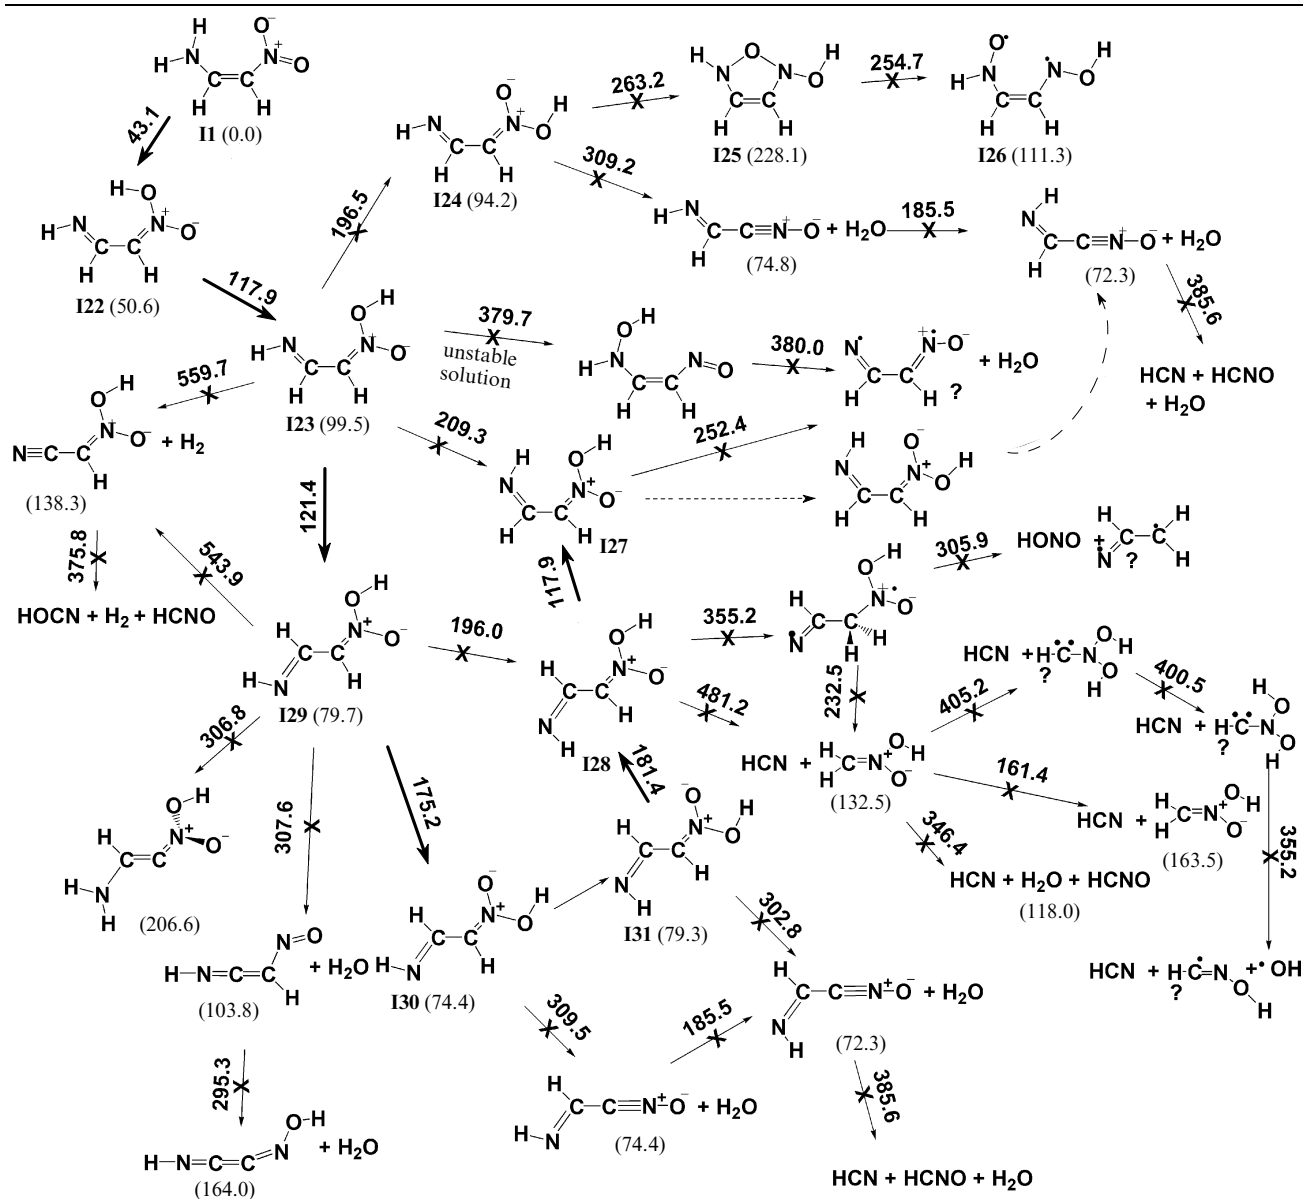 H
N
H
O⁻
N⁺
O
C=C
H
H
I1 (0.0)
43.1
HO
O
H-N
N⁺-O⁻
C-C
H
H
I22 (50.6)
117.9
196.5
O⁻
H
H-N
N⁺
O
C-C
H
H
I24 (94.2)
263.2
X
H
N
O
N
O
H
C=C
H
H
I25 (228.1)
254.7
X
O•
H-N
N•
O
H
C=C
H
H
I26 (111.3)
309.2
X
H-N
C-C≡N⁺-O⁻ + H₂O
H
(74.8)
185.5
X
H
N
C-C≡N⁺-O⁻ + H₂O
H
(72.3)
385.6
X
HCN + HCNO
+ H₂O
O-H
H-N
N⁺-O⁻
C-C
H
H
I23 (99.5)
379.7
X
unstable
solution
O-H
H-N
N=O
C=C
H
H
380.0
X
N•
N⁺-O⁻ + H₂O
C-C
H
H ?
559.7
X
H
O
N⁺-O⁻ + H₂
N≡C-C
H
(138.3)
375.8
X
HOCN + H₂ + HCNO
543.9
X
121.4
209.3
X
H
N
O-H
N⁺-O⁻
C-C
H
H
I27
252.4
X
H
N
O⁻
N⁺
O-H
C-C
H
H
117.9
H
O-H
N⁺-O⁻
C-C
H-N
H
I29 (79.7)
196.0
X
H
O-H
N⁺-O⁻
C-C
N
H
H
I28
355.2
X
O-H
N⁺-O⁻
H
C-C
N•
H
H
305.9
X
HONO +
H
C-C
H
N•
?
H
232.5
X
481.2
X
HCN +
H
H
C=N⁺
O-H
O⁻
(132.5)
405.2
X
HCN + H-C-N
?
O-H
O
H
400.5
X
HCN + H-C-N
?
H
O
O
H
161.4
X
HCN +
H
H
C=N⁺
O-H
O⁻
(163.5)
346.4
X
HCN + H₂O + HCNO
(118.0)
355.2
X
HCN + H-C=N
?
O
H
+ •OH
306.8
X
O-H
H
N⁺-O⁻
C=C
H-N
H
(206.6)
307.6
X
N=O
H-N=C=C
H
+ H₂O
(103.8)
295.3
X
O-H
H-N=C=C=N
+ H₂O
(164.0)
175.2
O⁻
H
N⁺
O
H
C-C
H-N
H
I30 (74.4)
181.4
O⁻
H
N⁺
O
H
C-C
N
H
H
I31 (79.3)
302.8
X
H
C-C≡N⁺-O⁻ + H₂O
N
H
(72.3)
309.5
X
H
C-C≡N⁺-O⁻ + H₂O
H-N
(74.4)
185.5
X
385.6
X
HCN + HCNO + H₂O